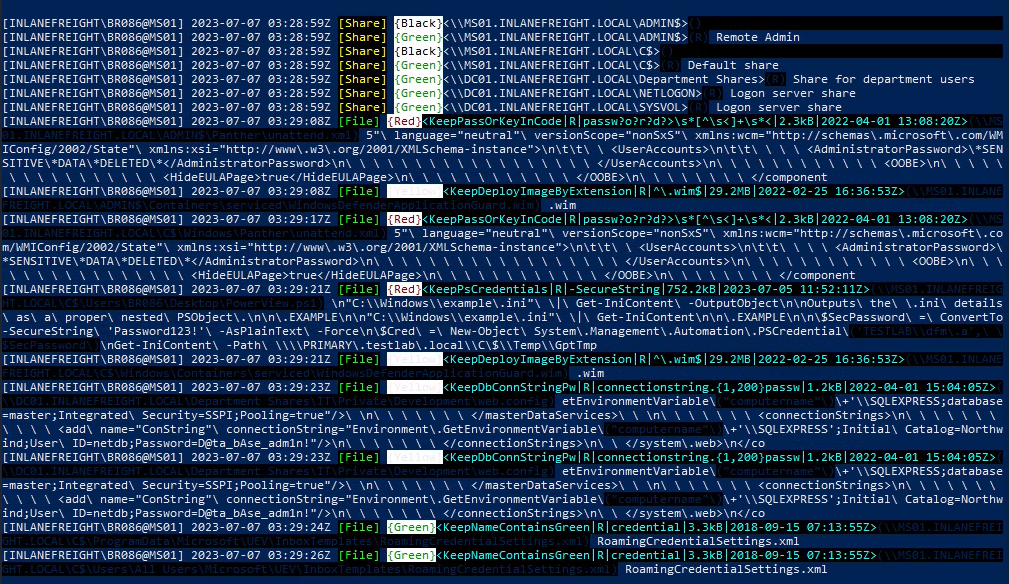 [INLANEFREIGHT\BR086@MS01] 2023-07-07 03:28:59Z [Share] {Black}<\\MS01.INLANEFREIGHT.LOCAL\ADMIN$>()
[INLANEFREIGHT\BR086@MS01] 2023-07-07 03:28:59Z [Share] {Green}<\\MS01.INLANEFREIGHT.LOCAL\ADMIN$>(R) Remote Admin
[INLANEFREIGHT\BR086@MS01] 2023-07-07 03:28:59Z [Share] {Black}<\\MS01.INLANEFREIGHT.LOCAL\C$>()
[INLANEFREIGHT\BR086@MS01] 2023-07-07 03:28:59Z [Share] {Green}<\\MS01.INLANEFREIGHT.LOCAL\C$>(R) Default share
[INLANEFREIGHT\BR086@MS01] 2023-07-07 03:28:59Z [Share] {Green}<\\DC01.INLANEFREIGHT.LOCAL\Department Shares>(R) Share for department users
[INLANEFREIGHT\BR086@MS01] 2023-07-07 03:28:59Z [Share] {Green}<\\DC01.INLANEFREIGHT.LOCAL\NETLOGON>(R) Logon server share
[INLANEFREIGHT\BR086@MS01] 2023-07-07 03:28:59Z [Share] {Green}<\\DC01.INLANEFREIGHT.LOCAL\SYSVOL>(R) Logon server share
[INLANEFREIGHT\BR086@MS01] 2023-07-07 03:29:08Z [File] {Red}<KeepPassOrKeyInCode|R|passw?o?r?d?>\s*[^\s<]+\s*<|2.3kB|2022-04-01 13:08:20Z>(\\MS
01.INLANEFREIGHT.LOCAL\ADMIN$\Panther\unattend.xml) 5"\ language="neutral"\ versionScope="nonSxS"\ xmlns:wcm="http://schemas\.microsoft\.com/WM
IConfig/2002/State"\ xmlns:xsi="http://www\.w3\.org/2001/XMLSchema-instance">\n\t\t\ \ <UserAccounts>\n\t\t\ \ \ \ <AdministratorPassword>\*SEN
SITIVE\*DATA\*DELETED\*</AdministratorPassword>\n\ \ \ \ \ \ \ \ \ \ \ \ \ \ \ \ \ \ </UserAccounts>\n\ \ \ \ \ \ \ \ \ \ \ \ <OOBE>\n\ \ \ \ \
\ \ \ \ \ \ \ \ \ \ \ <HideEULAPage>true</HideEULAPage>\n\ \ \ \ \ \ \ \ \ \ \ \ </OOBE>\n\ \ \ \ \ \ \ \ </component
[INLANEFREIGHT\BR086@MS01] 2023-07-07 03:29:08Z [File] {Yellow}<KeepDeployImageByExtension|R|^\.wim$|29.2MB|2022-02-25 16:36:53Z>(\\MS01.INLANE
FREIGHT.LOCAL\ADMIN$\Containers\serviced\WindowsDefenderApplicationGuard.wim) .wim
[INLANEFREIGHT\BR086@MS01] 2023-07-07 03:29:17Z [File] {Red}<KeepPassOrKeyInCode|R|passw?o?r?d?>\s*[^\s<]+\s*<|2.3kB|2022-04-01 13:08:20Z>(\\MS
01.INLANEFREIGHT.LOCAL\C$\Windows\Panther\unattend.xml) 5"\ language="neutral"\ versionScope="nonSxS"\ xmlns:wcm="http://schemas\.microsoft\.co
m/WMIConfig/2002/State"\ xmlns:xsi="http://www\.w3\.org/2001/XMLSchema-instance">\n\t\t\ \ <UserAccounts>\n\t\t\ \ \ \ <AdministratorPassword>\
*SENSITIVE\*DATA\*DELETED\*</AdministratorPassword>\n\ \ \ \ \ \ \ \ \ \ \ \ </UserAccounts>\n\ \ \ \ \ \ \ \ \ \ \ \ <OOBE>\n\ \ \ \ \ \ \ \ \
\ \ \ \ \ \ \ \ \ \ \ <HideEULAPage>true</HideEULAPage>\n\ \ \ \ \ \ \ \ \ \ \ \ </OOBE>\n\ \ \ \ \ \ \ \ </component
[INLANEFREIGHT\BR086@MS01] 2023-07-07 03:29:21Z [File] {Red}<KeepPsCredentials|R|-SecureString|752.2kB|2023-07-05 11:52:11Z>(\\MS01.INLANEFREIG
HT.LOCAL\C$\Users\BR086\Desktop\PowerView.ps1) \n"C:\\Windows\\example\.ini"\ \|\ Get-IniContent\ -OutputObject\n\nOutputs\ the\ \.ini\ details
\ as\ a\ proper\ nested\ PSObject\.\n\n\.EXAMPLE\n\n"C:\\Windows\\example\.ini"\ \|\ Get-IniContent\n\n\.EXAMPLE\n\n\$SecPassword\ =\ ConvertTo
-SecureString\ 'Password123!'\ -AsPlainText\ -Force\n\$Cred\ =\ New-Object\ System\.Management\.Automation\.PSCredential\('TESTLAB\\dfm\.a',\ \
$SecPassword\)\nGet-IniContent\ -Path\ \\\\PRIMARY\.testlab\.local\\C\$\\Temp\\GptTmp
[INLANEFREIGHT\BR086@MS01] 2023-07-07 03:29:21Z [File] {Yellow}<KeepDeployImageByExtension|R|^\.wim$|29.2MB|2022-02-25 16:36:53Z>(\\MS01.INLANE
FREIGHT.LOCAL\C$\Windows\Containers\serviced\WindowsDefenderApplicationGuard.wim) .wim
[INLANEFREIGHT\BR086@MS01] 2023-07-07 03:29:23Z [File] {Yellow}<KeepDbConnStringPw|R|connectionstring.{1,200}passw|1.2kB|2022-04-01 15:04:05Z>(
\\DC01.INLANEFREIGHT.LOCAL\Department Shares\IT\Private\Development\web.config) etEnvironmentVariable\("computername"\)\+'\\SQLEXPRESS;database
=master;Integrated\ Security=SSPI;Pooling=true"/>\ \ \n\ \ \ \ \ \ \ </masterDataServices>\ \ \ \n\ \ \ \ \ \ \ <connectionStrings>\n\ \ \ \ \ \ \
\ \ \ \ <add\ name="ConString"\ connectionString="Environment\.GetEnvironmentVariable\("computername"\)\+'\\SQLEXPRESS';Initial\ Catalog=Northw
ind;User\ ID=netdb;Password=D@ta_bAse_adm1n!"/>\n\ \ \ \ \ \ \ </connectionStrings>\n\ \ \ \ \ </system\.web>\n</co
[INLANEFREIGHT\BR086@MS01] 2023-07-07 03:29:23Z [File] {Yellow}<KeepDbConnStringPw|R|connectionstring.{1,200}passw|1.2kB|2022-04-01 15:04:05Z>(
\\DC01.INLANEFREIGHT.LOCAL\Department Shares\IT\Private\Development\web.config) etEnvironmentVariable\("computername"\)\+'\\SQLEXPRESS;database
=master;Integrated\ Security=SSPI;Pooling=true"/>\ \ \n\ \ \ \ \ \ \ </masterDataServices>\ \ \ \n\ \ \ \ \ \ \ <connectionStrings>\n\ \ \ \ \ \ \
\ \ \ \ <add\ name="ConString"\ connectionString="Environment\.GetEnvironmentVariable\("computername"\)\+'\\SQLEXPRESS';Initial\ Catalog=Northw
ind;User\ ID=netdb;Password=D@ta_bAse_adm1n!"/>\n\ \ \ \ \ \ \ </connectionStrings>\n\ \ \ \ \ </system\.web>\n</co
[INLANEFREIGHT\BR086@MS01] 2023-07-07 03:29:24Z [File] {Green}<KeepNameContainsGreen|R|credential|3.3kB|2018-09-15 07:13:55Z>(\\MS01.INLANEFREI
GHT.LOCAL\C$\ProgramData\Microsoft\UEV\InboxTemplates\RoamingCredentialSettings.xml) RoamingCredentialSettings.xml
[INLANEFREIGHT\BR086@MS01] 2023-07-07 03:29:26Z [File] {Green}<KeepNameContainsGreen|R|credential|3.3kB|2018-09-15 07:13:55Z>(\\MS01.INLANEFREI
GHT.LOCAL\C$\Users\All Users\Microsoft\UEV\InboxTemplates\RoamingCredentialSettings.xml) RoamingCredentialSettings.xml